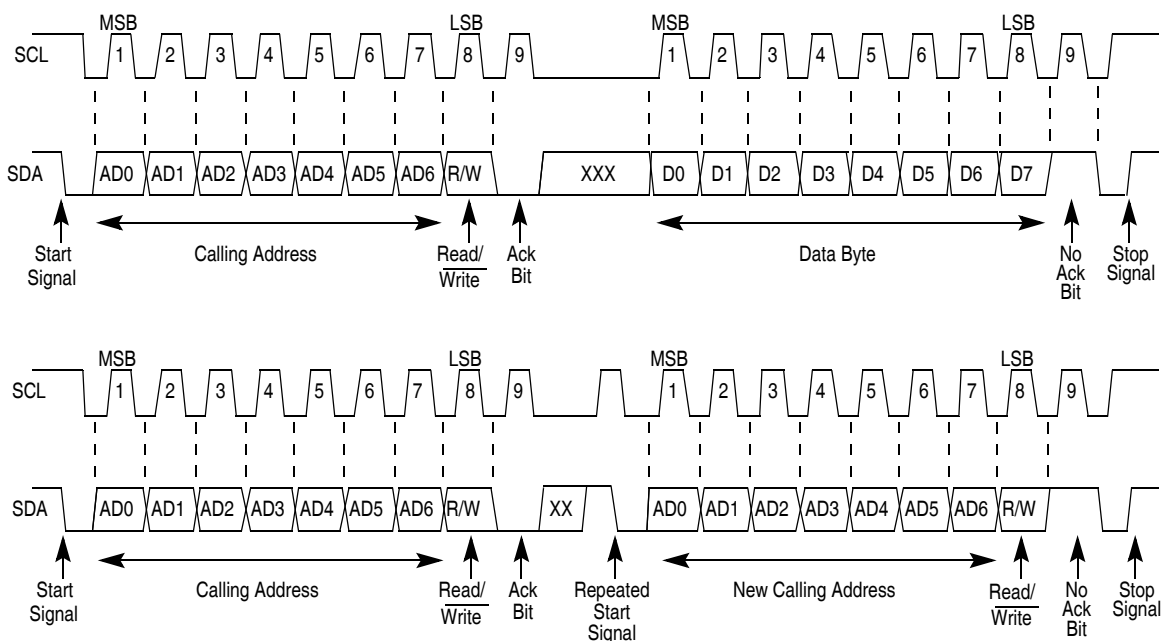 MSB LSB MSB LSB
SCL 1 2 3 4 5 6 7 8 9 1 2 3 4 5 6 7 8 9
SDA AD0 AD1 AD2 AD3 AD4 AD5 AD6 R/W XXX D0 D1 D2 D3 D4 D5 D6 D7
Start Calling Address Read/ Ack Data Byte No Stop
Signal Write Bit Ack Signal
Bit
MSB LSB MSB LSB
SCL 1 2 3 4 5 6 7 8 9 1 2 3 4 5 6 7 8 9
SDA AD0 AD1 AD2 AD3 AD4 AD5 AD6 R/W XX AD0 AD1 AD2 AD3 AD4 AD5 AD6 R/W
Start Calling Address Read/ Ack Repeated New Calling Address Read/ No Stop
Signal Write Bit Start Write Ack Signal
Signal Bit